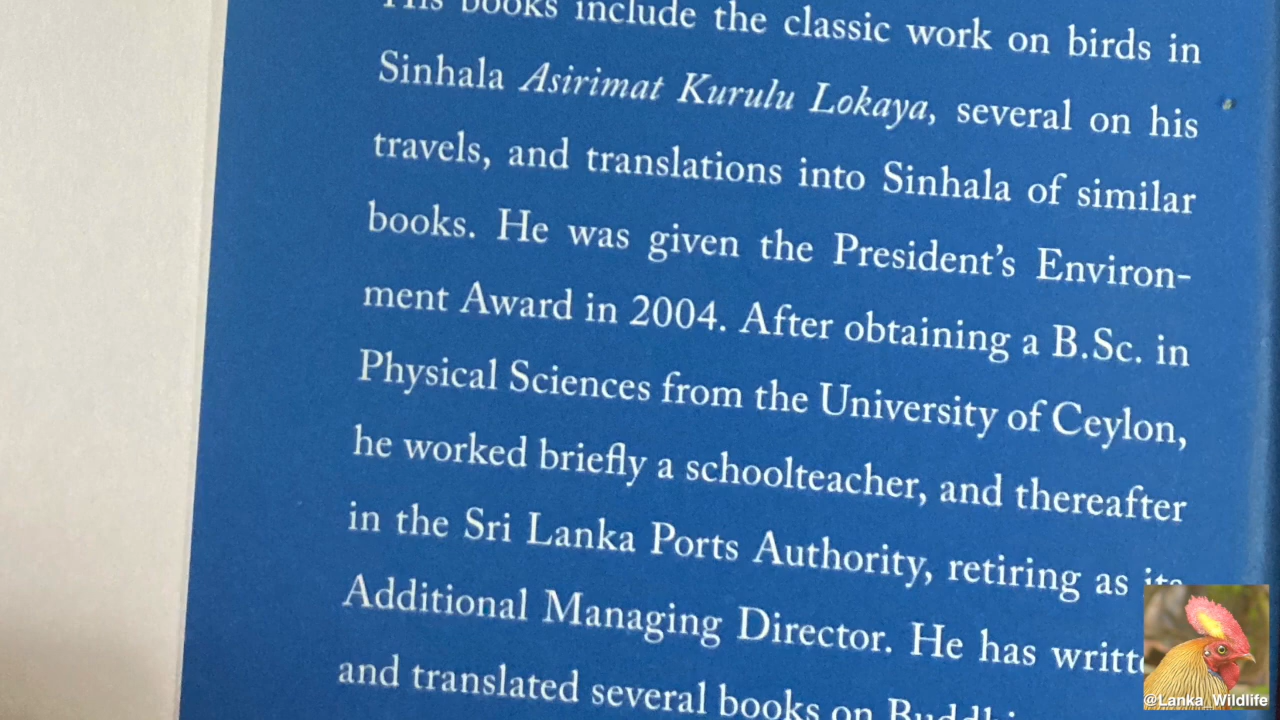 His books include the classic work on birds in
Sinhala Asirimat Kurulu Lokaya, several on his
travels, and translations into Sinhala of similar
books. He was given the President's Environ-
ment Award in 2004. After obtaining a B.Sc. in
Physical Sciences from the University of Ceylon,
he worked briefly a schoolteacher, and thereafter
in the Sri Lanka Ports Authority, retiring as its
Additional Managing Director. He has
and translated several books on
@Lanka_Wildlife